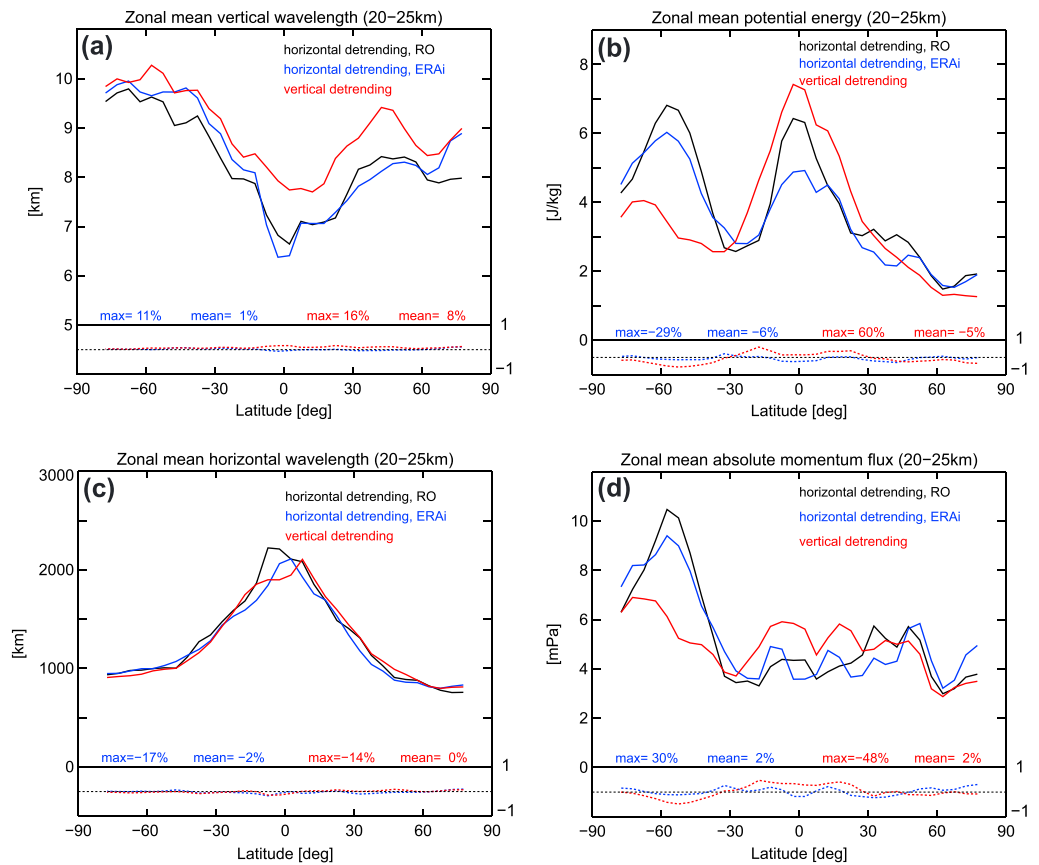 Zonal mean vertical wavelength (20−25km)
(a)
horizontal detrending, RO
horizontal detrending, ERAi
vertical detrending
11
10
9
8
7
6
5
[km]
max= 11% mean= 1% max= 16% mean= 8%
1
−1
−90 −60 −30 0 30 60 90
Latitude [deg]
Zonal mean potential energy (20−25km)
(b)
horizontal detrending, RO
horizontal detrending, ERAi
vertical detrending
8
6
4
2
0
[J/kg]
max=−29% mean= −6% max= 60% mean= −5%
1
−1
−90 −60 −30 0 30 60 90
Latitude [deg]
Zonal mean horizontal wavelength (20−25km)
(c)
horizontal detrending, RO
horizontal detrending, ERAi
vertical detrending
3000
2000
1000
0
[km]
max=−17% mean= −2% max=−14% mean= 0%
1
−1
−90 −60 −30 0 30 60 90
Latitude [deg]
Zonal mean absolute momentum flux (20−25km)
(d)
horizontal detrending, RO
horizontal detrending, ERAi
vertical detrending
10
8
6
4
2
0
[mPa]
max= 30% mean= 2% max=−48% mean= 2%
1
−1
−90 −60 −30 0 30 60 90
Latitude [deg]